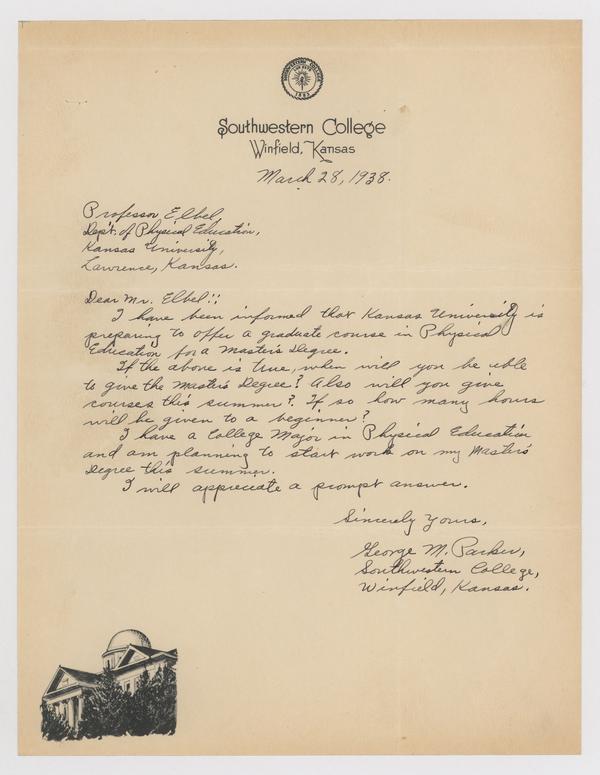 SOUTHWESTERN COLLEGE
1885
Southwestern College
Winfield, Kansas
March 28, 1938.
Professor Elbel,
Dep't. of Physical Education,
Kansas University,
Lawrence, Kansas.
Dear Mr. Elbel::
I have been informed that Kansas University is
preparing to offer a graduate course in Physical
Education for a Master's Degree.
If the above is true, when will you be able
to give the Master's Degree? Also will you give
courses this summer? If so how many hours
will be given to a beginner?
I have a College Major in Physical Education
and am planning to start work on my Master's
Degree this summer.
I will appreciate a prompt answer.
Sincerely Yours,
George M. Parker,
Southwestern College,
Winfield, Kansas.